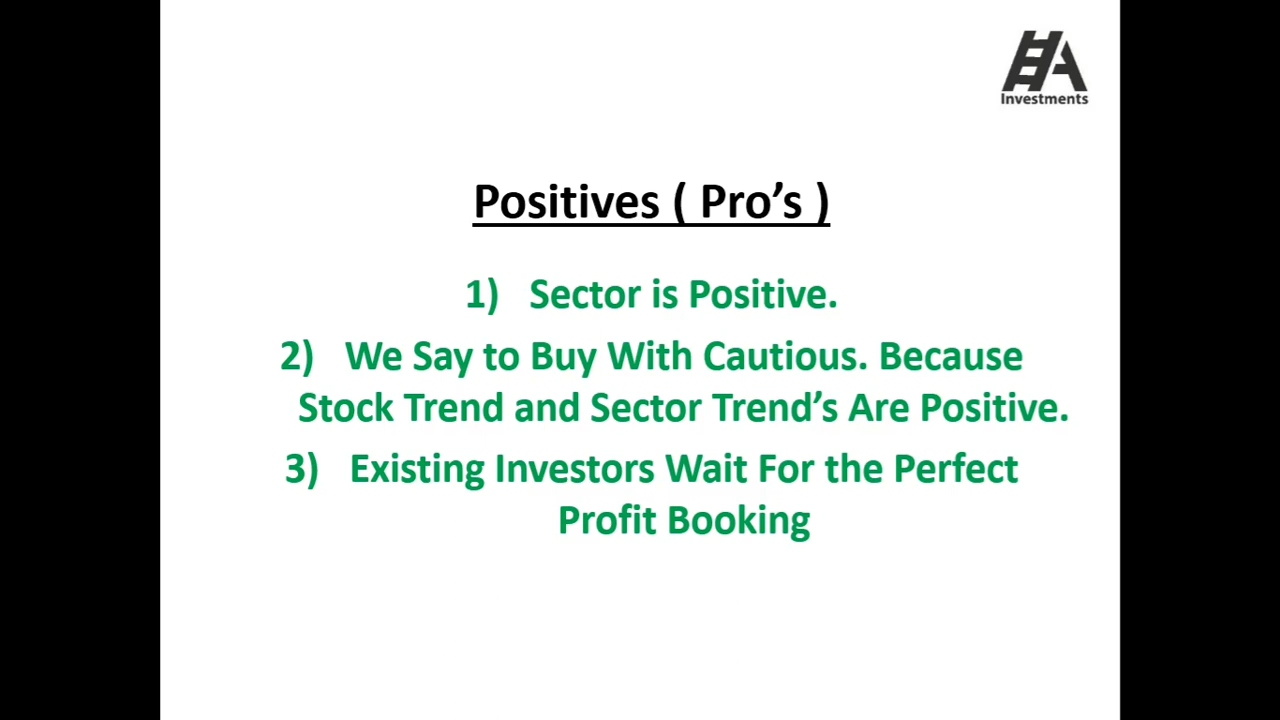 HA
Investments
Positives ( Pro’s )
1) Sector is Positive.
2) We Say to Buy With Cautious. Because
Stock Trend and Sector Trend’s Are Positive.
3) Existing Investors Wait For the Perfect
Profit Booking